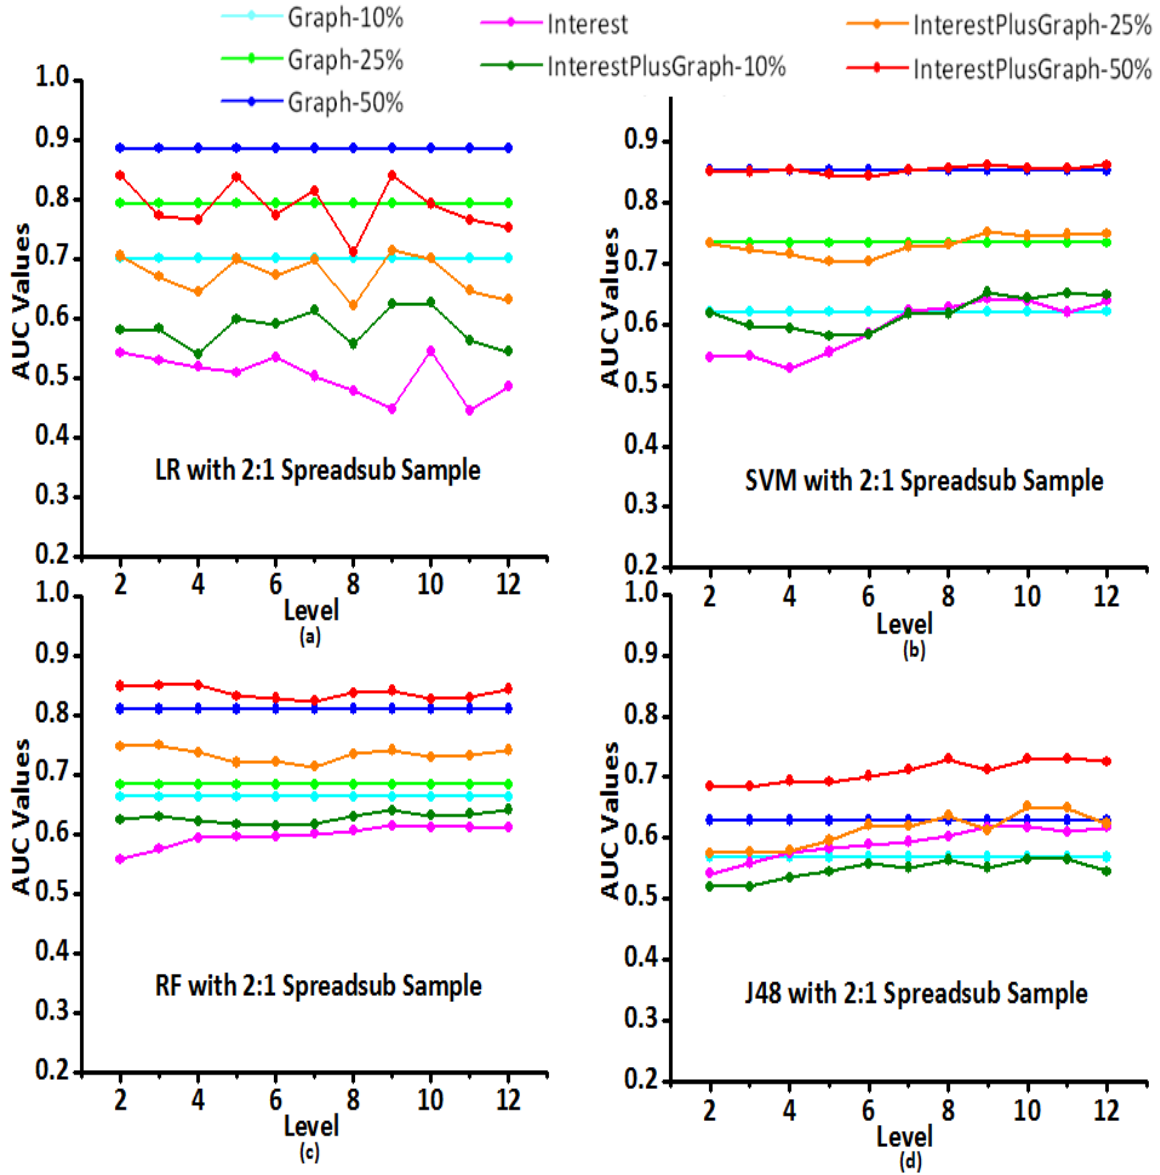 Graph-10%
Graph-25%
Graph-50%
Interest
InterestPlusGraph-10%
InterestPlusGraph-25%
InterestPlusGraph-50%
AUC Values
1.0
0.9
0.8
0.7
0.6
0.5
0.4
0.3
0.2
LR with 2:1 Spreadsub Sample
2 4 6 8 10 12
Level
(a)
AUC Values
0.9
0.8
0.7
0.6
0.5
0.4
0.3
0.2
SVM with 2:1 Spreadsub Sample
2 4 6 8 10 12
Level
(b)
AUC Values
1.0
0.9
0.8
0.7
0.6
0.5
0.4
0.3
0.2
RF with 2:1 Spreadsub Sample
2 4 6 8 10 12
Level
(c)
AUC Values
1.0
0.9
0.8
0.7
0.6
0.5
0.4
0.3
0.2
J48 with 2:1 Spreadsub Sample
2 4 6 8 10 12
Level
(d)